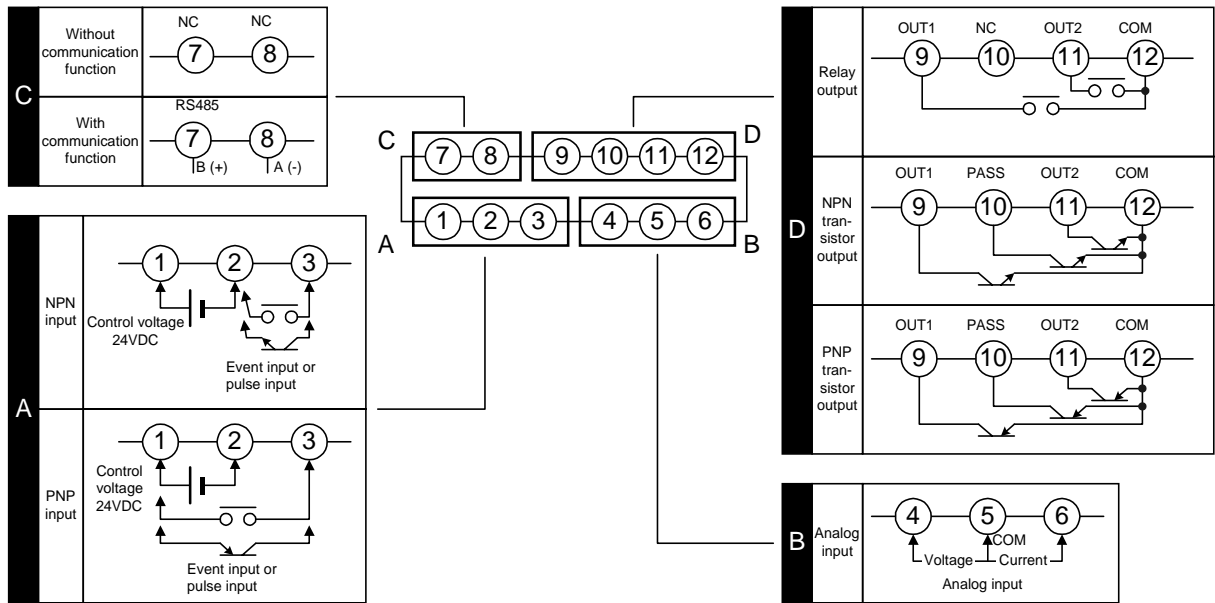 C
Without
communication
function
NC NC
7 8
With
communication
function
RS485
7 8
B (+) A (-)
A
NPN
input
1 2 3
Control voltage
24VDC
Event input or
pulse input
PNP
input
1 2 3
Control
voltage
24VDC
Event input or
pulse input
C D
7 8 9 10 11 12
1 2 3 4 5 6
A B
D
Relay
output
OUT1 NC OUT2 COM
9 10 11 12
NPN
tran-
sistor
output
OUT1 PASS OUT2 COM
9 10 11 12
PNP
tran-
sistor
output
OUT1 PASS OUT2 COM
9 10 11 12
B
Analog
input
4 5 6
COM
Voltage Current
Analog input